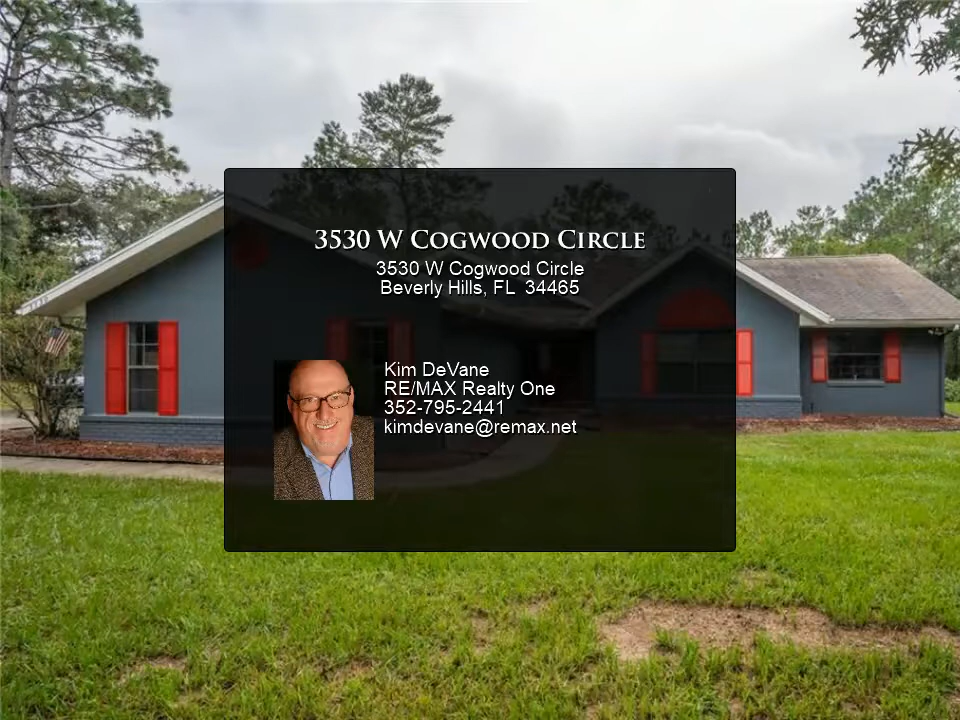 3530 W Cogwood Circle
3530 W Cogwood Circle
Beverly Hills, FL  34465
Kim DeVane
RE/MAX Realty One
352-795-2441
kimdevane@remax.net